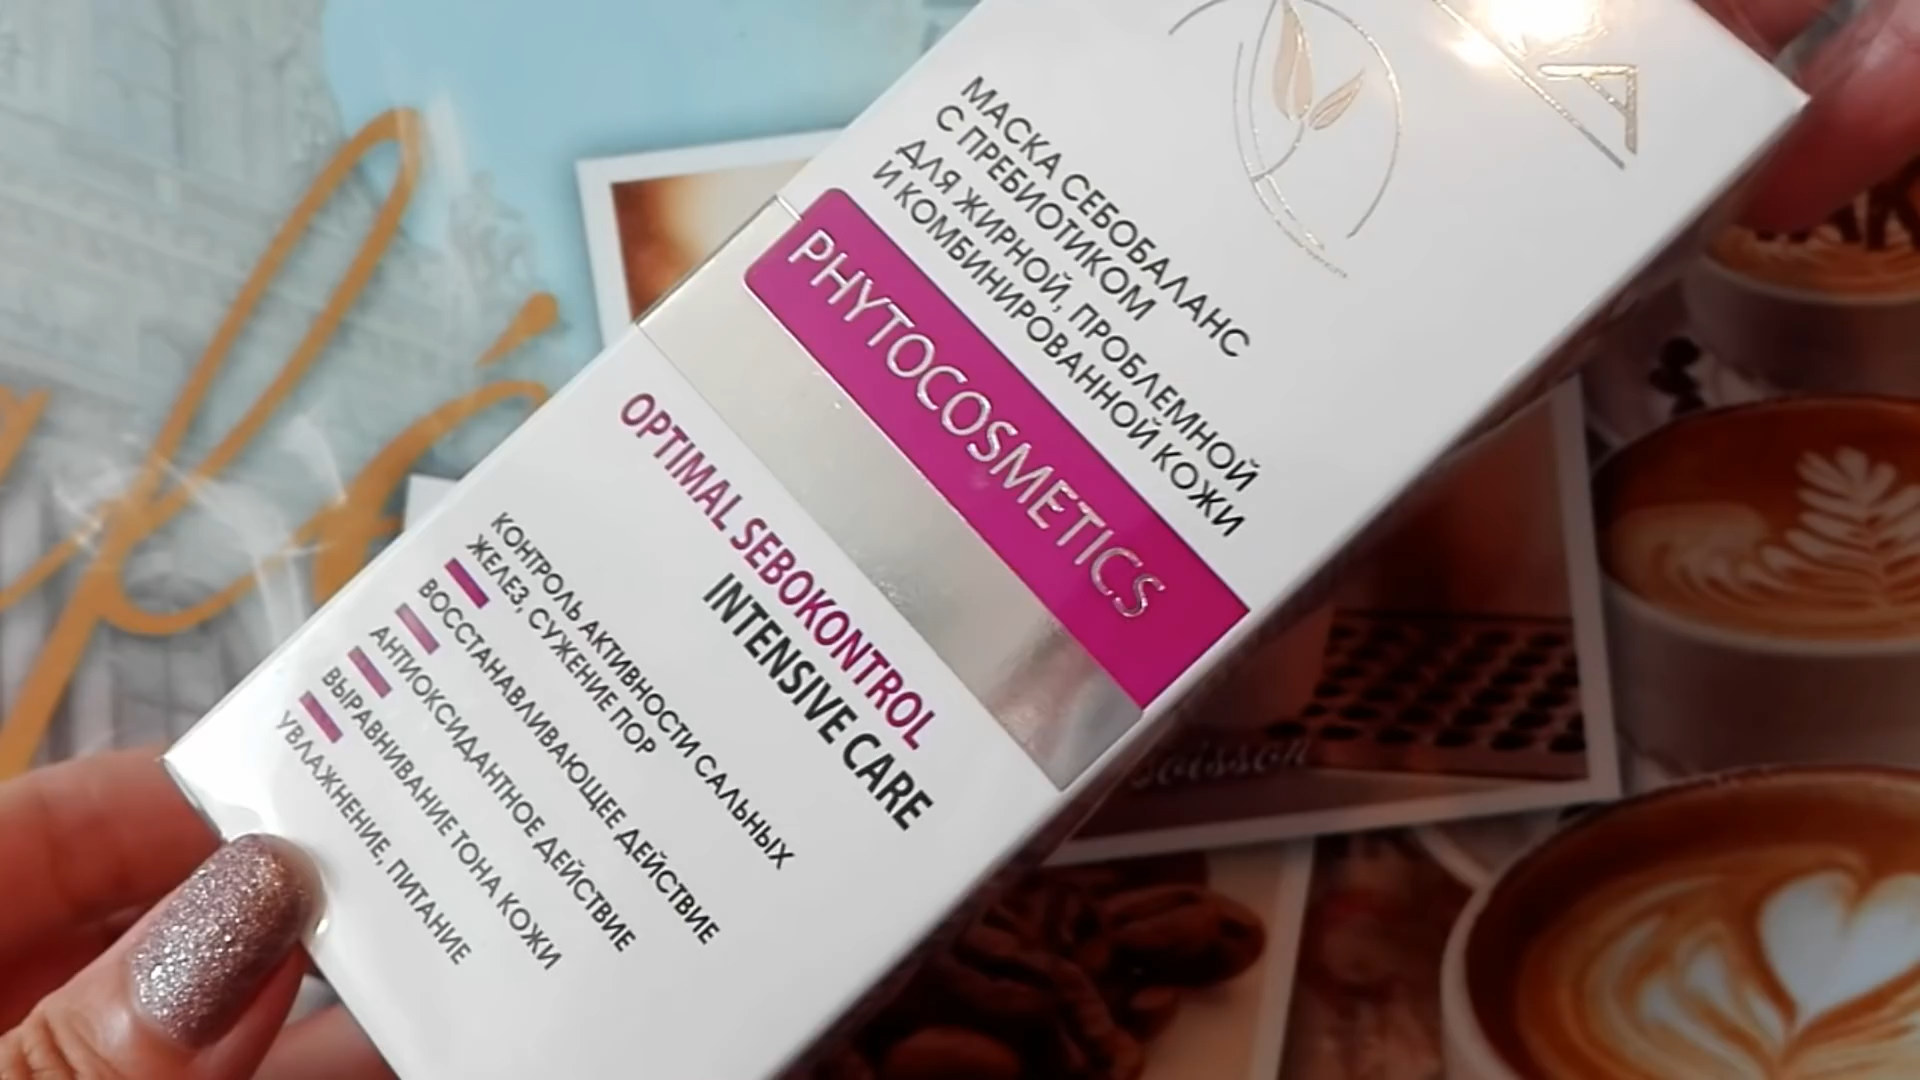 МАСКА СЕБОБАЛАНС
С ПРЕБИОТИКОМ
ДЛЯ ЖИРНОЙ, ПРОБЛЕМНОЙ
И КОМБИНИРОВАННОЙ КОЖИ
PHYTOCOSMETICS
OPTIMAL SEBOKONTROL
INTENSIVE CARE
КОНТРОЛЬ АКТИВНОСТИ САЛЬНЫХ
ЖЕЛЕЗ, СУЖЕНИЕ ПОР
ВОССТАНАВЛИВАЮЩЕЕ ДЕЙСТВИЕ
АНТИОКСИДАНТНОЕ ДЕЙСТВИЕ
ВЫРАВНИВАНИЕ ТОНА КОЖИ
УВЛАЖНЕНИЕ, ПИТАНИЕ